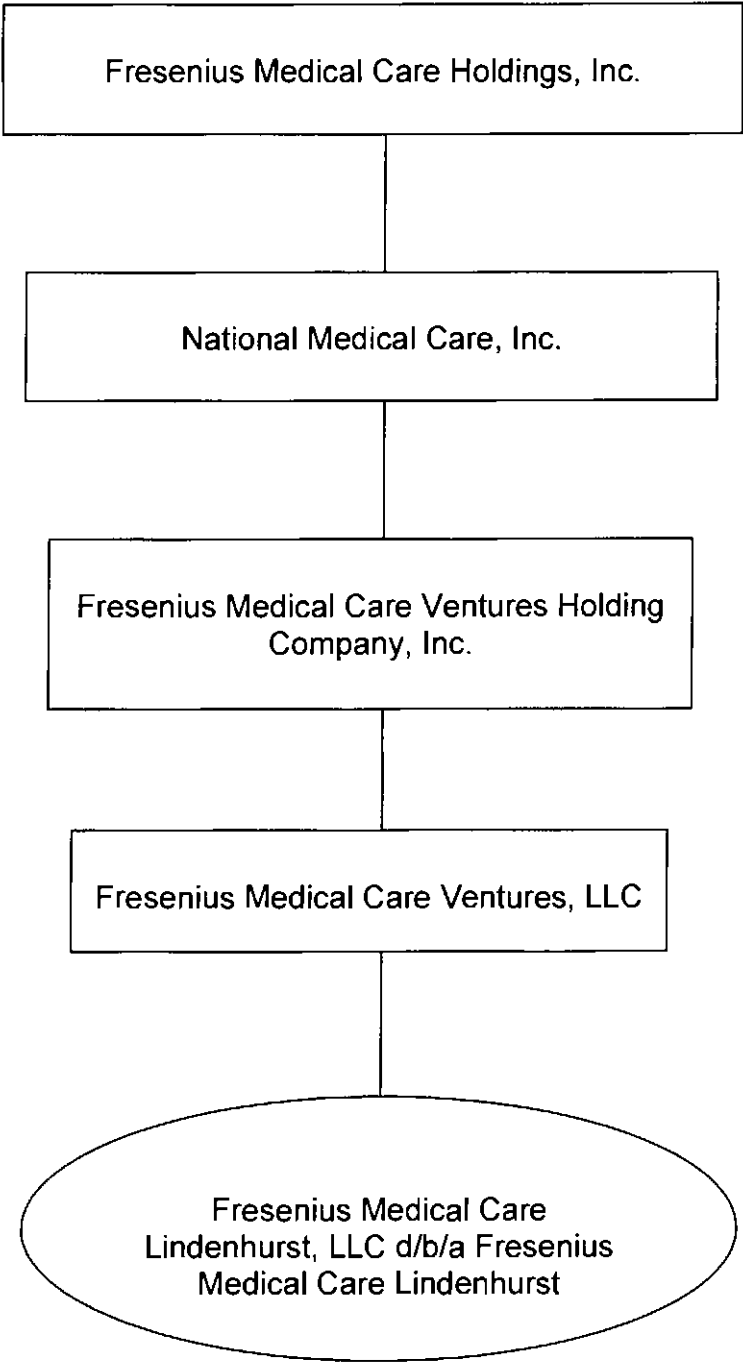 Fresenius Medical Care Holdings, Inc.
National Medical Care, Inc.
Fresenius Medical Care Ventures Holding
Company, Inc.
Fresenius Medical Care Ventures, LLC
Fresenius Medical Care
Lindenhurst, LLC d/b/a Fresenius
Medical Care Lindenhurst